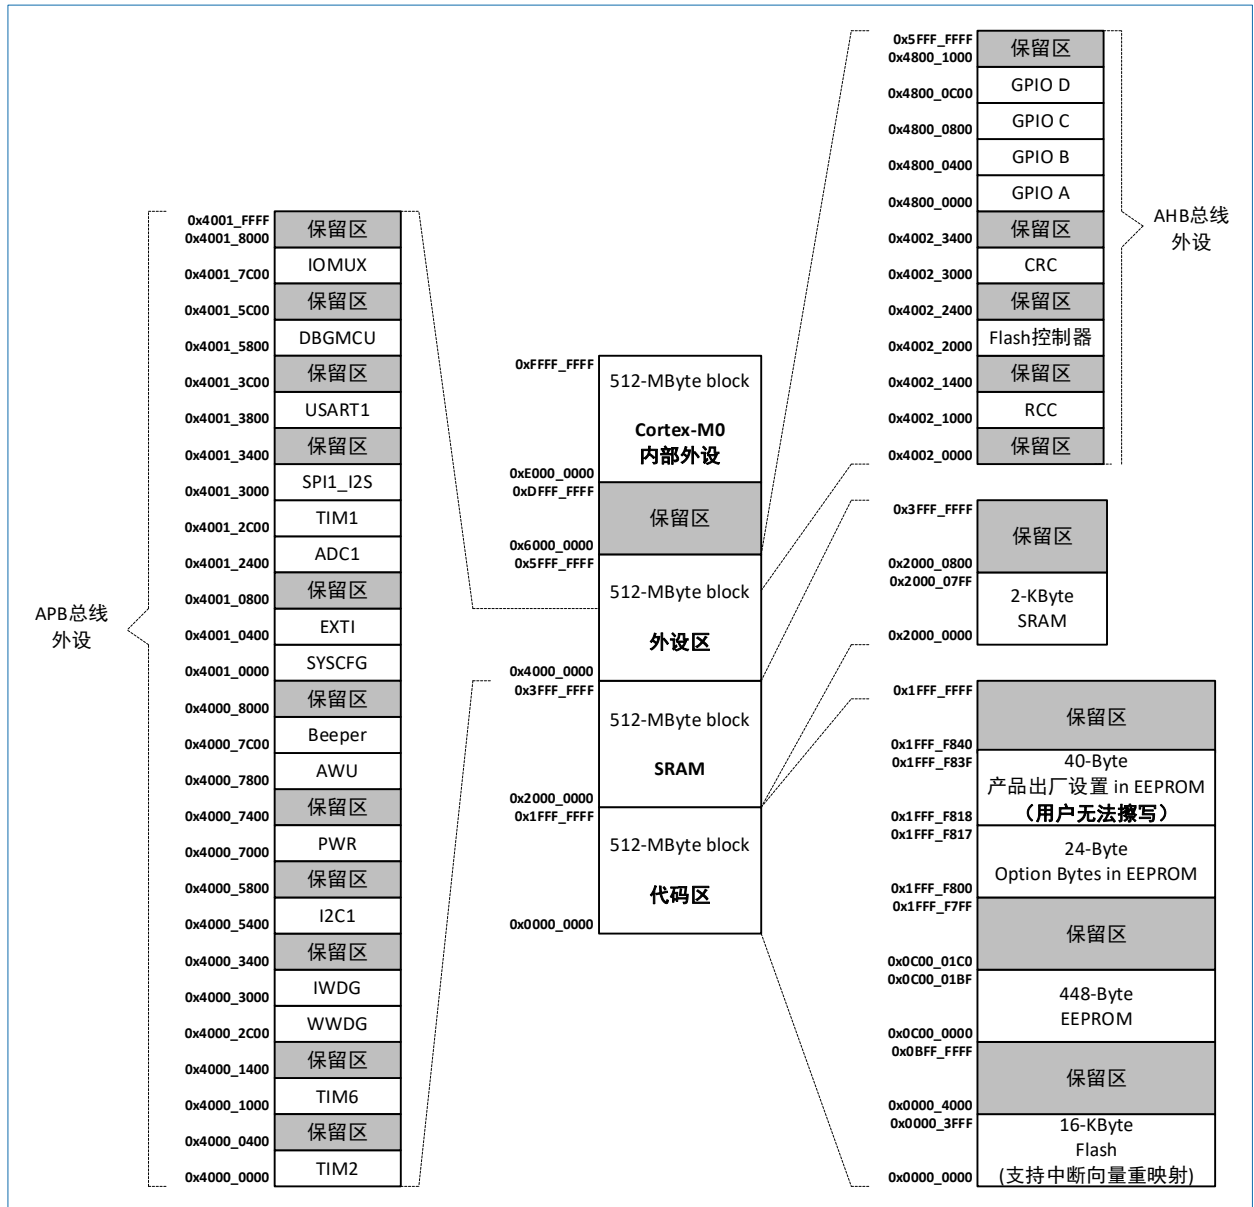 0x4001_FFFF
0x4001_8000
保留区
0x4001_7C00
IOMUX
0x4001_5C00
保留区
0x4001_5800
DBGMCU
0x4001_3C00
保留区
0x4001_3800
USART1
0x4001_3400
保留区
0x4001_3000
SPI1_I2S
0x4001_2C00
TIM1
0x4001_2400
ADC1
0x4001_0800
保留区
0x4001_0400
EXTI
0x4001_0000
SYSCFG
0x4000_8000
保留区
0x4000_7C00
Beeper
0x4000_7800
AWU
0x4000_7400
保留区
0x4000_7000
PWR
0x4000_5800
保留区
0x4000_5400
I2C1
0x4000_3400
保留区
0x4000_3000
IWDG
0x4000_2C00
WWDG
0x4000_1400
保留区
0x4000_1000
TIM6
0x4000_0400
保留区
0x4000_0000
TIM2
APB总线
外设
0xFFFF_FFFF
512-MByte block
Cortex-M0
内部外设
0xE000_0000
0xDFFF_FFFF
保留区
0x6000_0000
0x5FFF_FFFF
512-MByte block
外设区
0x4000_0000
0x3FFF_FFFF
512-MByte block
SRAM
0x2000_0000
0x1FFF_FFFF
512-MByte block
代码区
0x0000_0000
0x5FFF_FFFF
0x4800_1000
保留区
0x4800_0C00
GPIO D
0x4800_0800
GPIO C
0x4800_0400
GPIO B
0x4800_0000
GPIO A
0x4002_3400
保留区
0x4002_3000
CRC
0x4002_2400
保留区
0x4002_2000
Flash控制器
0x4002_1400
保留区
0x4002_1000
RCC
0x4002_0000
保留区
AHB总线
外设
0x3FFF_FFFF
保留区
0x2000_0800
0x2000_07FF
2-KByte
SRAM
0x2000_0000
0x1FFF_FFFF
保留区
0x1FFF_F840
0x1FFF_F83F
40-Byte
产品出厂设置 in EEPROM
（用户无法擦写）
0x1FFF_F818
0x1FFF_F817
24-Byte
Option Bytes in EEPROM
0x1FFF_F800
0x1FFF_F7FF
保留区
0x0C00_01C0
0x0C00_01BF
448-Byte
EEPROM
0x0C00_0000
0x0BFF_FFFF
保留区
0x0000_4000
0x0000_3FFF
16-KByte
Flash
(支持中断向量重映射)
0x0000_0000